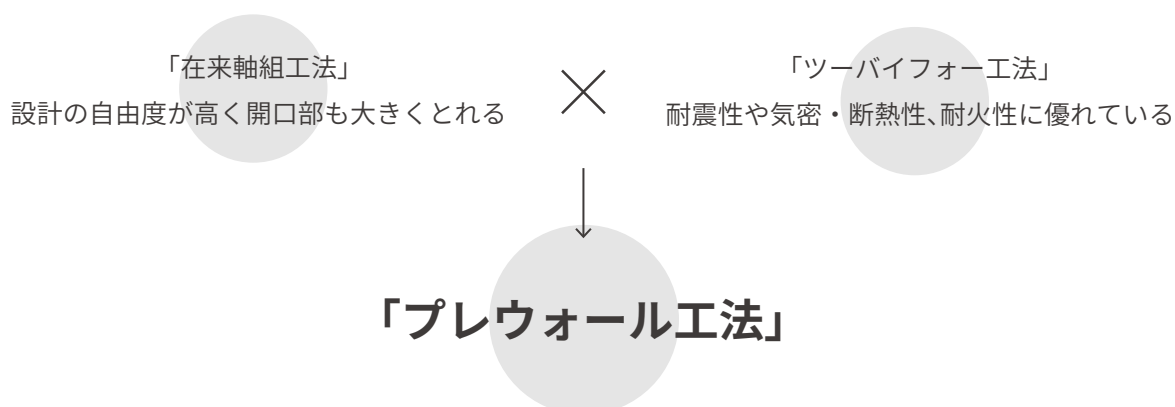 「在来軸組工法」
設計の自由度が高く開口部も大きくとれる
「ツーバイフォー工法」
耐震性や気密・断熱性、耐火性に優れている
「プレウォール工法」